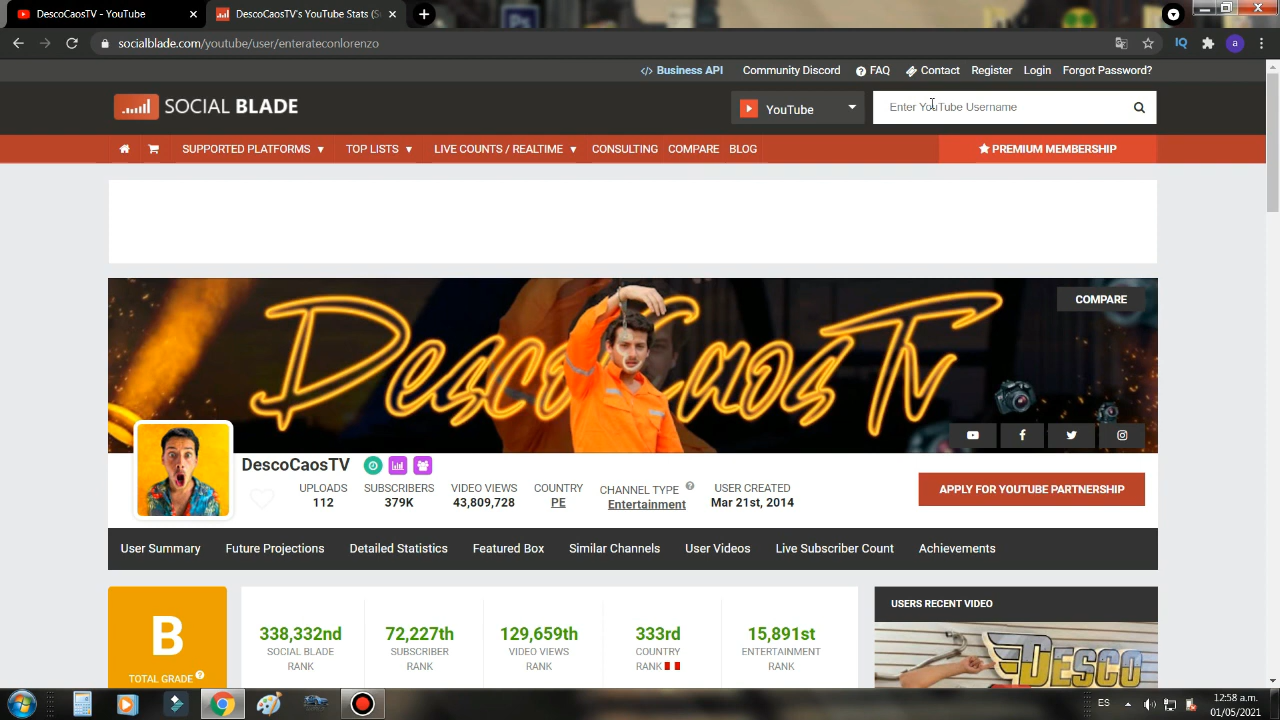 DescoCaosTV - YouTube
DescoCaosTV's YouTube Stats (S
socialblade.com/youtube/user/enterateconlorenzo
IQ
a
</> Business API Community Discord FAQ Contact Register Login Forgot Password?
SOCIAL BLADE
YouTube
Enter YouTube Username
SUPPORTED PLATFORMS TOP LISTS LIVE COUNTS / REALTIME CONSULTING COMPARE BLOG
PREMIUM MEMBERSHIP
COMPARE
DescoCaos Tv
DescoCaosTV
UPLOADS
112
SUBSCRIBERS
379K
VIDEO VIEWS
43,809,728
COUNTRY
PE
CHANNEL TYPE
Entertainment
USER CREATED
Mar 21st, 2014
APPLY FOR YOUTUBE PARTNERSHIP
User Summary Future Projections Detailed Statistics Featured Box Similar Channels User Videos Live Subscriber Count Achievements
B
TOTAL GRADE
338,332nd
SOCIAL BLADE
RANK
72,227th
SUBSCRIBER
RANK
129,659th
VIDEO VIEWS
RANK
333rd
COUNTRY
RANK
15,891st
ENTERTAINMENT
RANK
USERS RECENT VIDEO
DESCO
ES
12:58 a.m.
01/05/2021